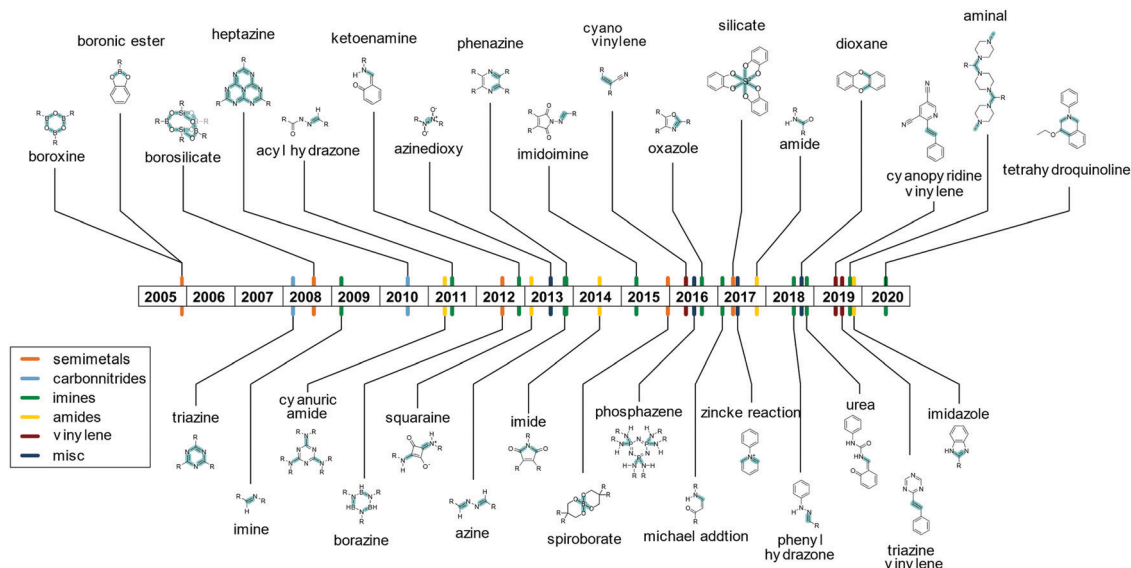 boronic ester
heptazine
ketoenamine
phenazine
cyano
vinylene
silicate
dioxane
aminal
boroxine
borosilicate
acyl hydrazone
azinedioxy
imidoimine
oxazole
amide
cyanopyridine
vinylene
tetrahydroquinoline
2005 2006 2007 2008 2009 2010 2011 2012 2013 2014 2015 2016 2017 2018 2019 2020
semimetals
carbonnitrides
imines
amides
vinylene
misc
triazine
imine
cyanuric
amide
borazine
squaraine
azine
imide
spiroborate
phosphazene
michael addtion
zincke reaction
phenyl
hydrazone
urea
triazine
vinylene
imidazole